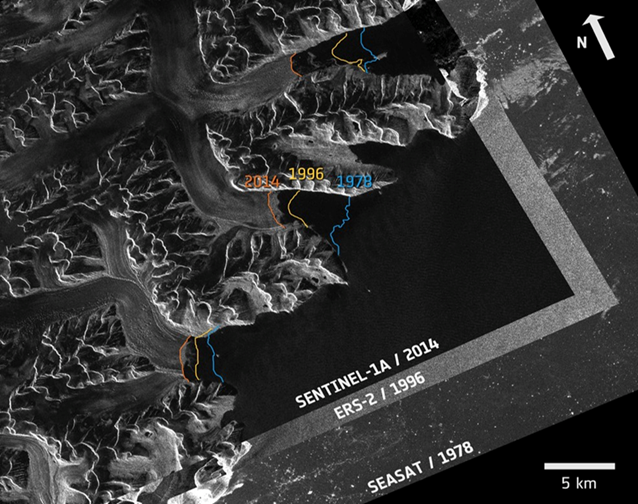 N
2014
1996
1978
SENTINEL-1A / 2014
ERS-2 / 1996
SEASAT / 1978
5 km